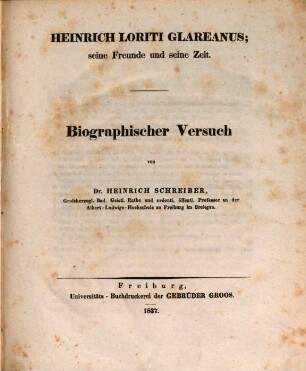 HEINRICH LORITI GLAREANUS;
seine Freunde und seine Zeit.
Biographischer Versuch
von
Dr. HEINRICH SCHREIBER,
Großherzogl. Bad. Geistl. Rathe und ordentl. öffentl. Professor an der
Albert-Ludwigs-Hochschule zu Freiburg im Breisgau.
Freiburg,
Universitäts-Buchdruckerei der GEBRÜDER GROOS.
1837.